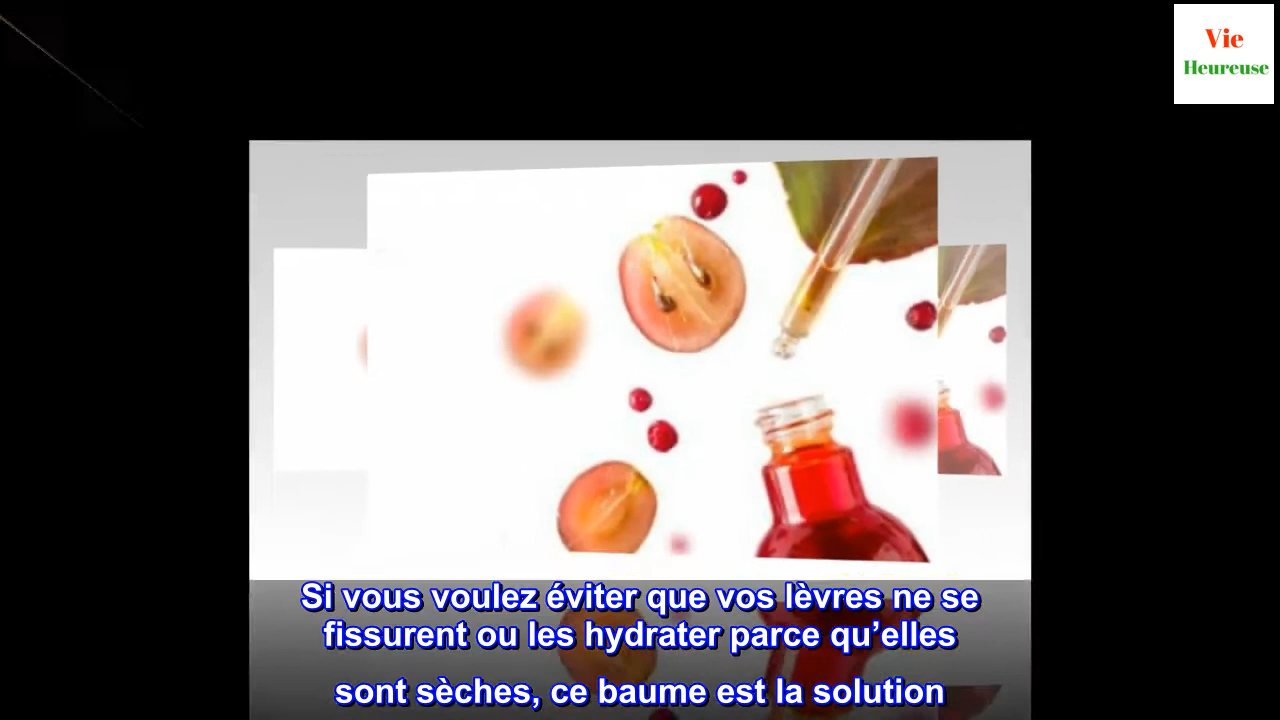 Vie
Heureuse
Si vous voulez éviter que vos lèvres ne se
fissurent ou les hydrater parce qu’elles
sont sèches, ce baume est la solution